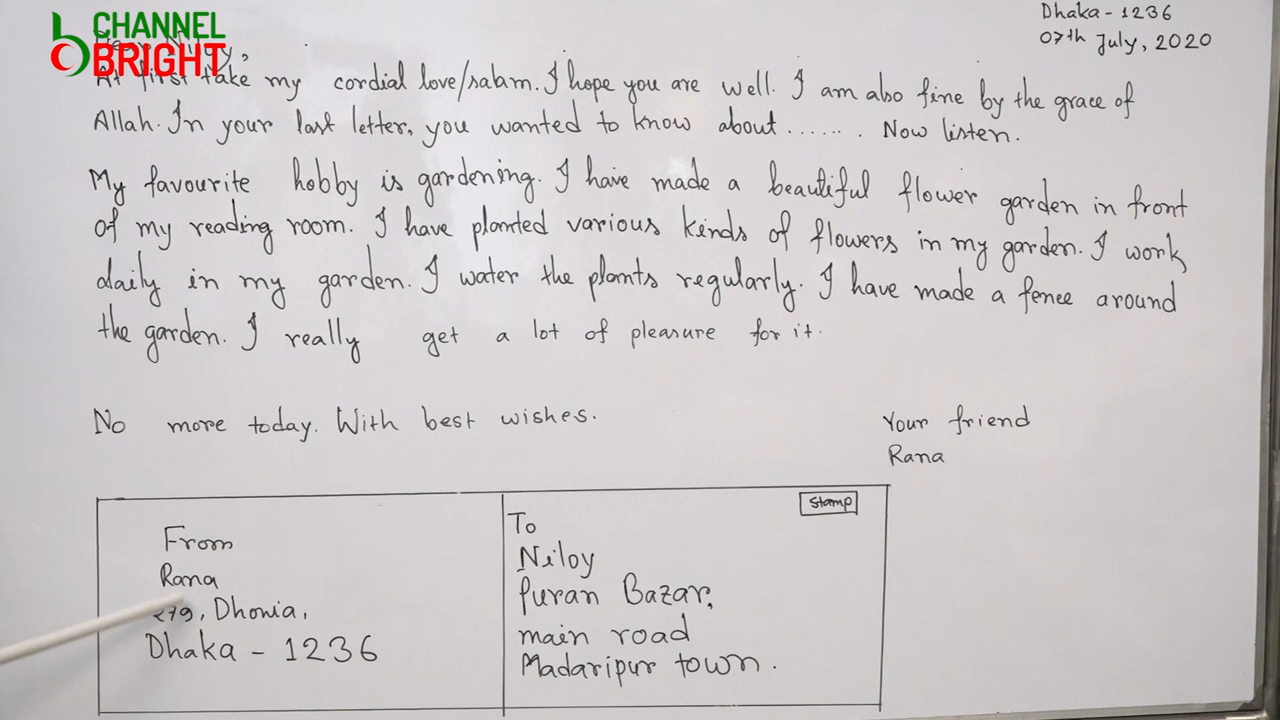 CHANNEL
BRIGHT
Dhaka - 1236
07th July, 2020
Dear Niloy,
At first take my cordial love/salam. I hope you are well. I am also fine by the grace of
Allah. In your last letter, you wanted to know about....... Now listen.
My favourite hobby is gardening. I have made a beautiful flower garden in front
of my reading room. I have planted various kinds of flowers in my garden. I work
daily in my garden. I water the plants regularly. I have made a fence around
the garden. I really get a lot of pleasure for it.
No more today. With best wishes.
Your friend
Rana
From
Rana
279, Dhonia,
Dhaka - 1236
Stamp
To
Niloy
Puran Bazar,
main road
Madaripur town.